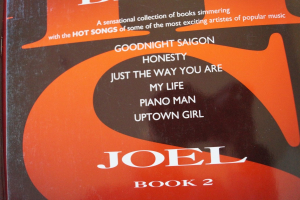 A sensational collection of books simmering
with the HOT SONGS of some of the most exciting artistes of popular music
GOODNIGHT SAIGON
HONESTY
JUST THE WAY YOU ARE
MY LIFE
PIANO MAN
UPTOWN GIRL
JOEL
BOOK 2